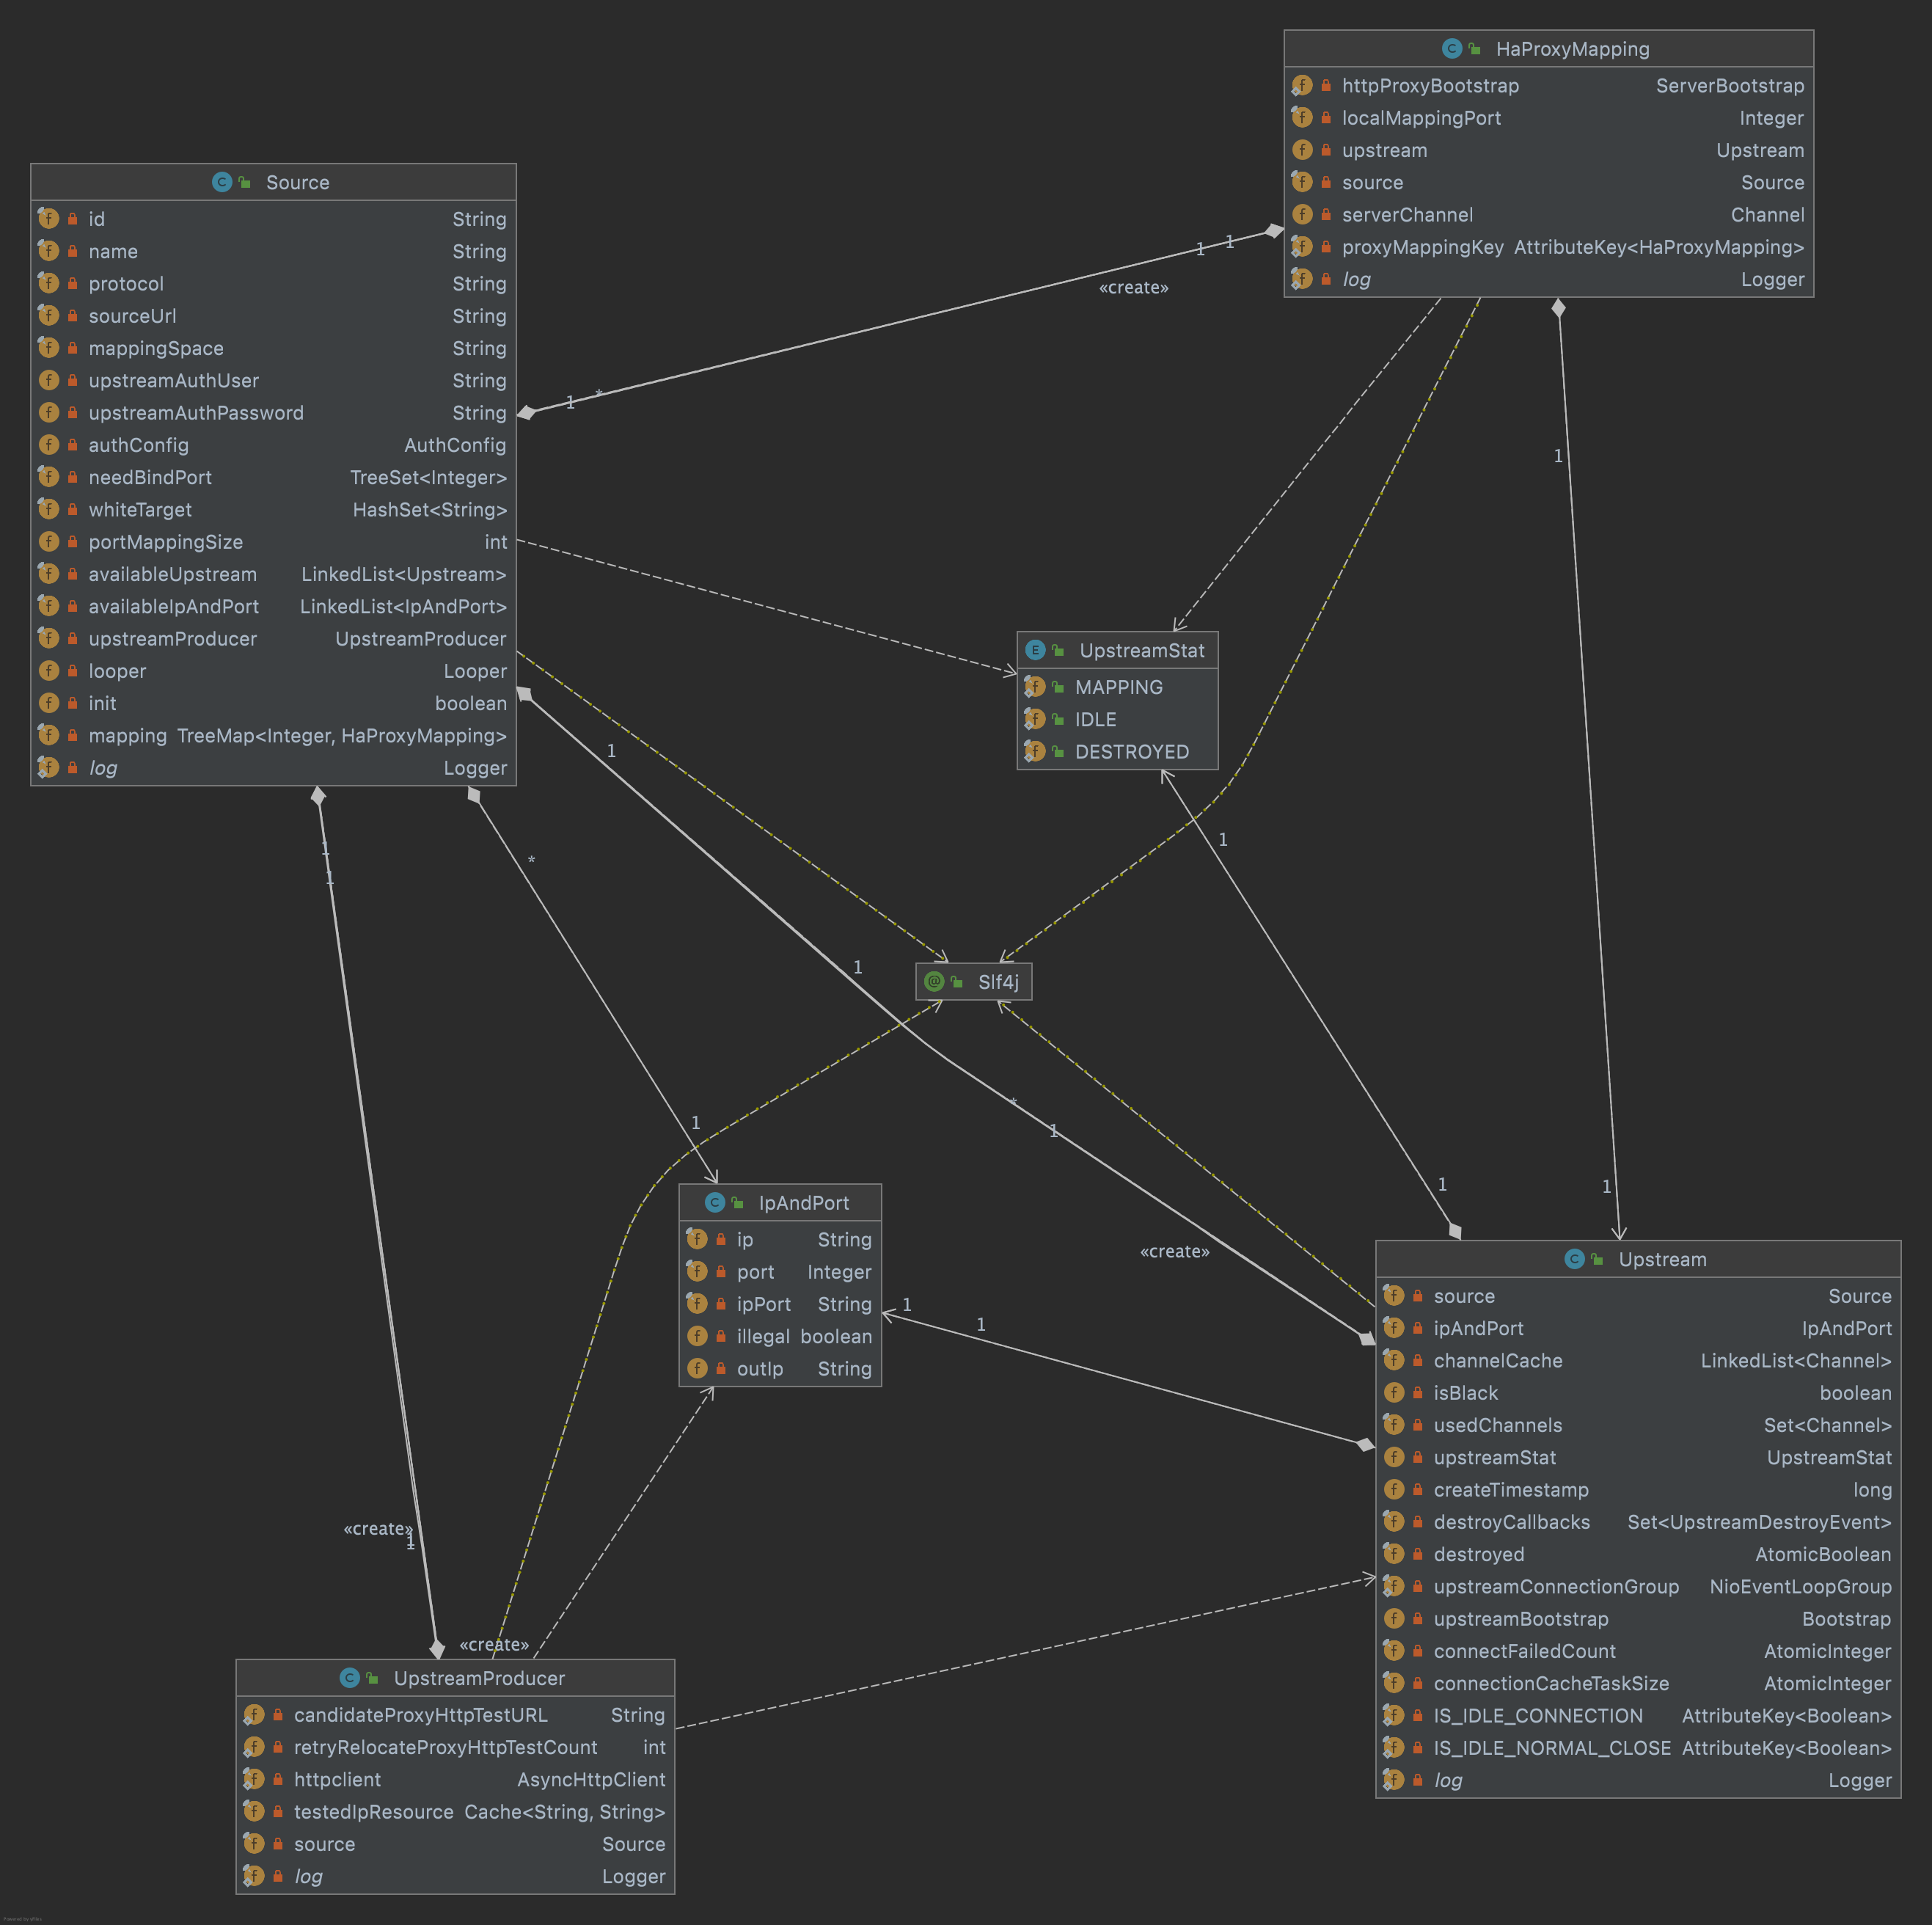 HaProxyMapping
httpProxyBootstrap ServerBootstrap
localMappingPort Integer
upstream Upstream
source Source
serverChannel Channel
proxyMappingKey AttributeKey<HaProxyMapping>
log Logger
Source
id String
name String
protocol String
sourceUrl String
mappingSpace String
upstreamAuthUser String
upstreamAuthPassword String
authConfig AuthConfig
needBindPort TreeSet<Integer>
whiteTarget HashSet<String>
portMappingSize int
availableUpstream LinkedList<Upstream>
availableIpAndPort LinkedList<IpAndPort>
upstreamProducer UpstreamProducer
looper Looper
init boolean
mapping TreeMap<Integer, HaProxyMapping>
log Logger
1 1
«create»
1 *
1
UpstreamStat
MAPPING
IDLE
DESTROYED
1
1
1
1
*
1
Slf4j
@
*
1
1
1
1
1
IpAndPort
ip String
port Integer
ipPort String
illegal boolean
outIp String
«create»
1
1
Upstream
source Source
ipAndPort IpAndPort
channelCache LinkedList<Channel>
isBlack boolean
usedChannels Set<Channel>
upstreamStat UpstreamStat
createTimestamp long
destroyCallbacks Set<UpstreamDestroyEvent>
destroyed AtomicBoolean
upstreamConnectionGroup NioEventLoopGroup
upstreamBootstrap Bootstrap
connectFailedCount AtomicInteger
connectionCacheTaskSize AtomicInteger
IS_IDLE_CONNECTION AttributeKey<Boolean>
IS_IDLE_NORMAL_CLOSE AttributeKey<Boolean>
log Logger
«create»
1
«create»
UpstreamProducer
candidateProxyHttpTestURL String
retryRelocateProxyHttpTestCount int
httpclient AsyncHttpClient
testedIpResource Cache<String, String>
source Source
log Logger
Powered by yFiles